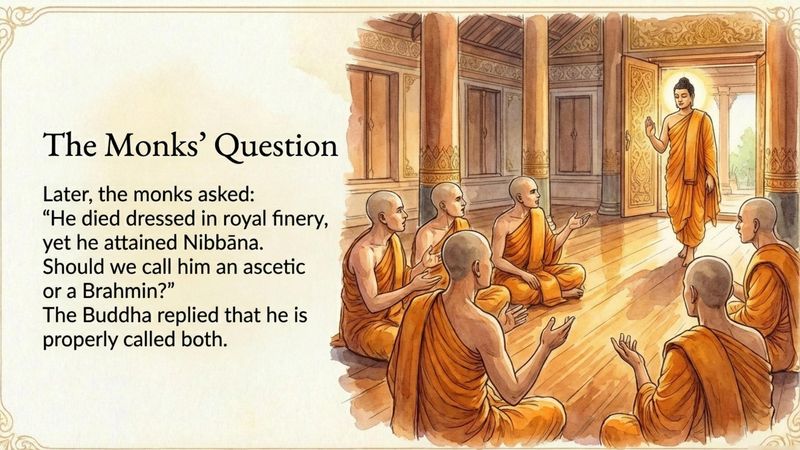 The Monks’ Question
Later, the monks asked:
“He died dressed in royal finery,
yet he attained Nibbāna.
Should we call him an ascetic
or a Brahmin?”
The Buddha replied that he is
properly called both.